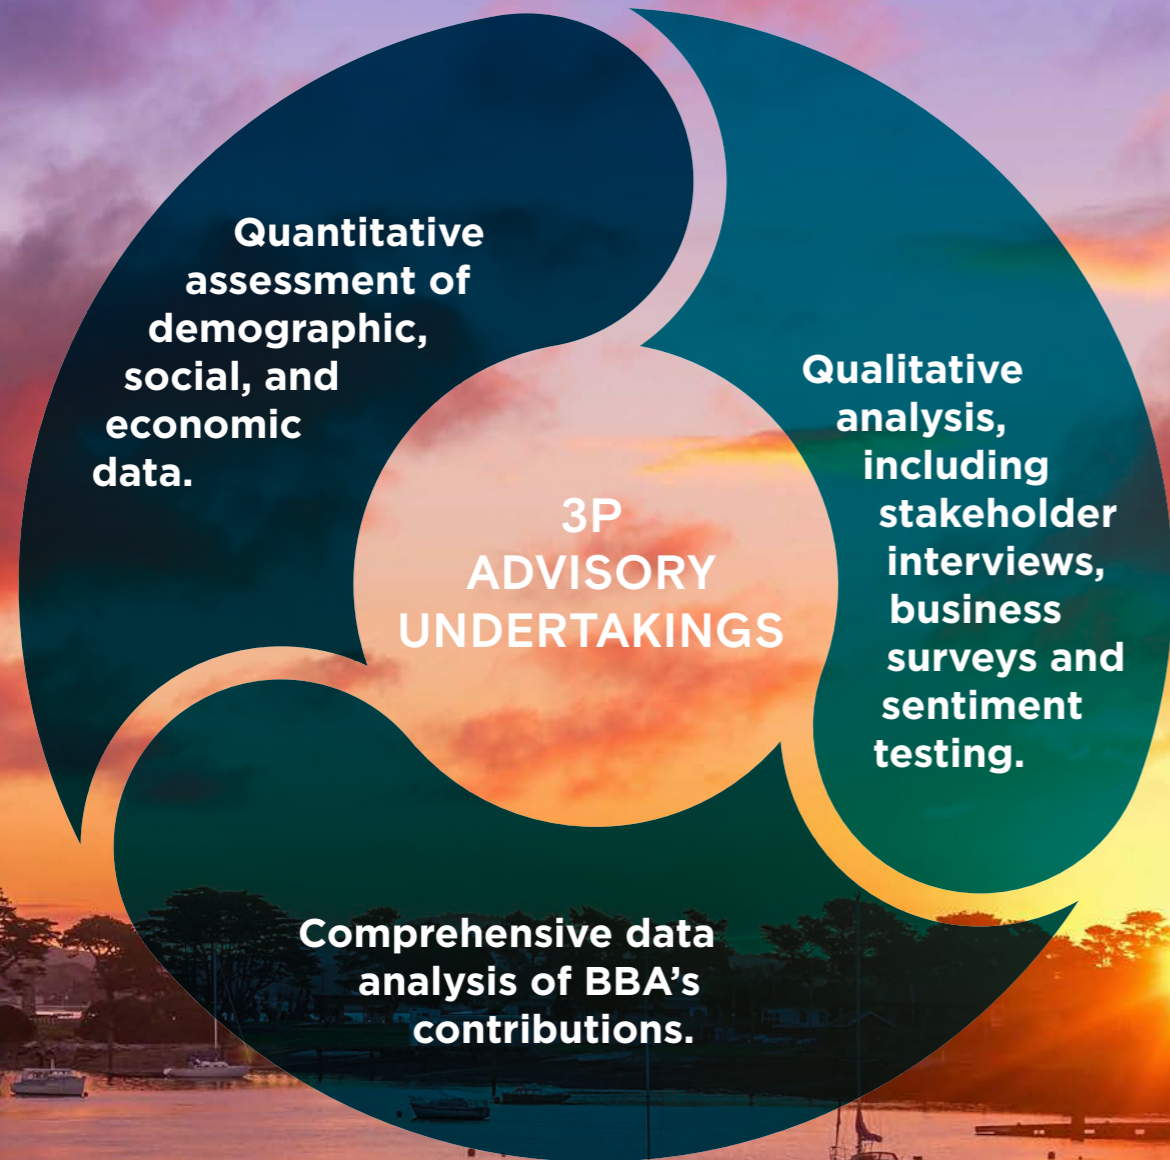 Quantitative
assessment of
demographic,
social, and
economic
data.
3P
ADVISORY
UNDERTAKINGS
Qualitative
analysis,
including
stakeholder
interviews,
business
surveys and
sentiment
testing.
Comprehensive data
analysis of BBA’s
contributions.